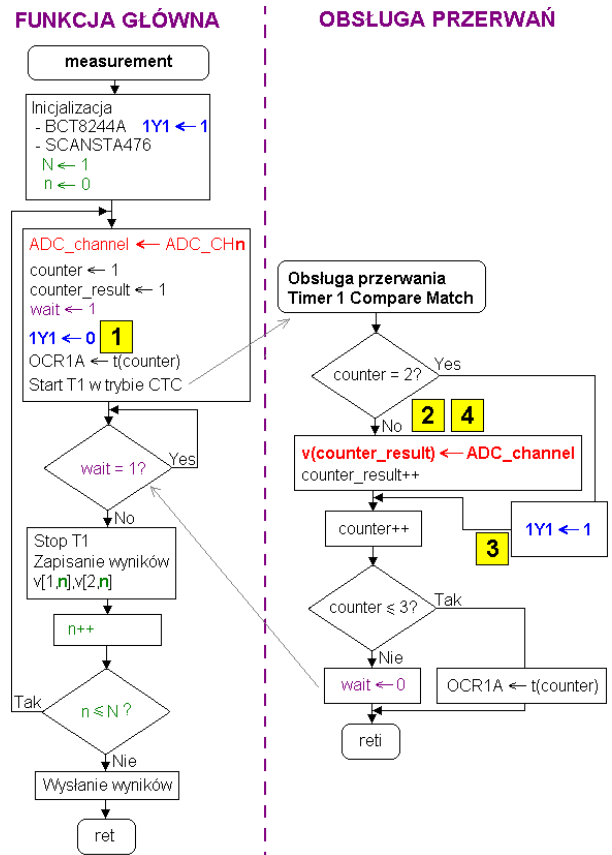 FUNKCJA GŁÓWNA
measurement
Inicjalizacja
- BCT8244A 1Y1 ← 1
- SCANSTA476
N ← 1
n ← 0
ADC_channel ← ADC_CHn
counter ← 1
counter_result ← 1
wait ← 1
1Y1 ← 0 1
OCR1A ← t(counter)
Start T1 w trybie CTC
wait = 1?
Yes
No
Stop T1
Zapisanie wyników
v[1,n],v[2,n]
n++
n ⩽ N ?
Tak
Nie
Wysłanie wyników
ret
OBSŁUGA PRZERWAŃ
Obsługa przerwania
Timer 1 Compare Match
counter = 2?
Yes
No
2 4
v(counter_result) ← ADC_channel
counter_result++
1Y1 ← 1
3
counter++
counter ⩽ 3?
Tak
Nie
wait ← 0
OCR1A ← t(counter)
reti